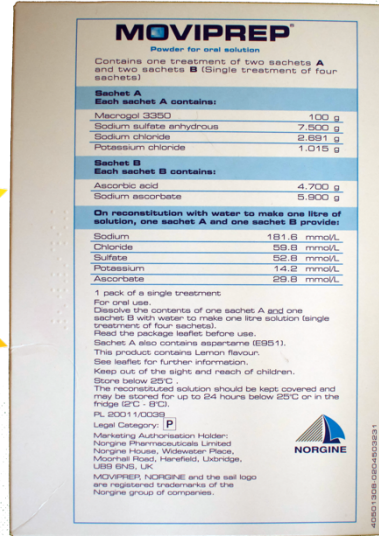 MOVIPREP®
Powder for oral solution
Contains one treatment of two sachets A
and two sachets B (Single treatment of four
sachets)
Sachet A
Each sachet A contains:
Macrogol 3350 100 g
Sodium sulfate anhydrous 7.500 g
Sodium chloride 2.691 g
Potassium chloride 1.015 g
Sachet B
Each sachet B contains:
Ascorbic acid 4.700 g
Sodium ascorbate 5.900 g
On reconstitution with water to make one litre of
solution, one sachet A and one sachet B provide:
Sodium 181.6 mmol/L
Chloride 59.8 mmol/L
Sulfate 52.8 mmol/L
Potassium 14.2 mmol/L
Ascorbate 29.8 mmol/L
1 pack of a single treatment
For oral use.
Dissolve the contents of one sachet A and one
sachet B with water to make one litre solution (single
treatment of four sachets).
Read the package leaflet before use.
Sachet A also contains aspartame (E951).
This product contains Lemon flavour.
See leaflet for further information.
Keep out of the sight and reach of children.
Store below 25°C .
The reconstituted solution should be kept covered and
may be stored for up to 24 hours below 25°C or in the
fridge (2°C - 8°C).
PL 20011/0039
Legal Category: P
Marketing Authorisation Holder:
Norgine Pharmaceuticals Limited
Norgine House, Widewater Place,
Moorhall Road, Harefield, Uxbridge,
UB9 6NS, UK
MOVIPREP, NORGINE and the sail logo
are registered trademarks of the
Norgine group of companies.
NORGINE
40501308-0204503231